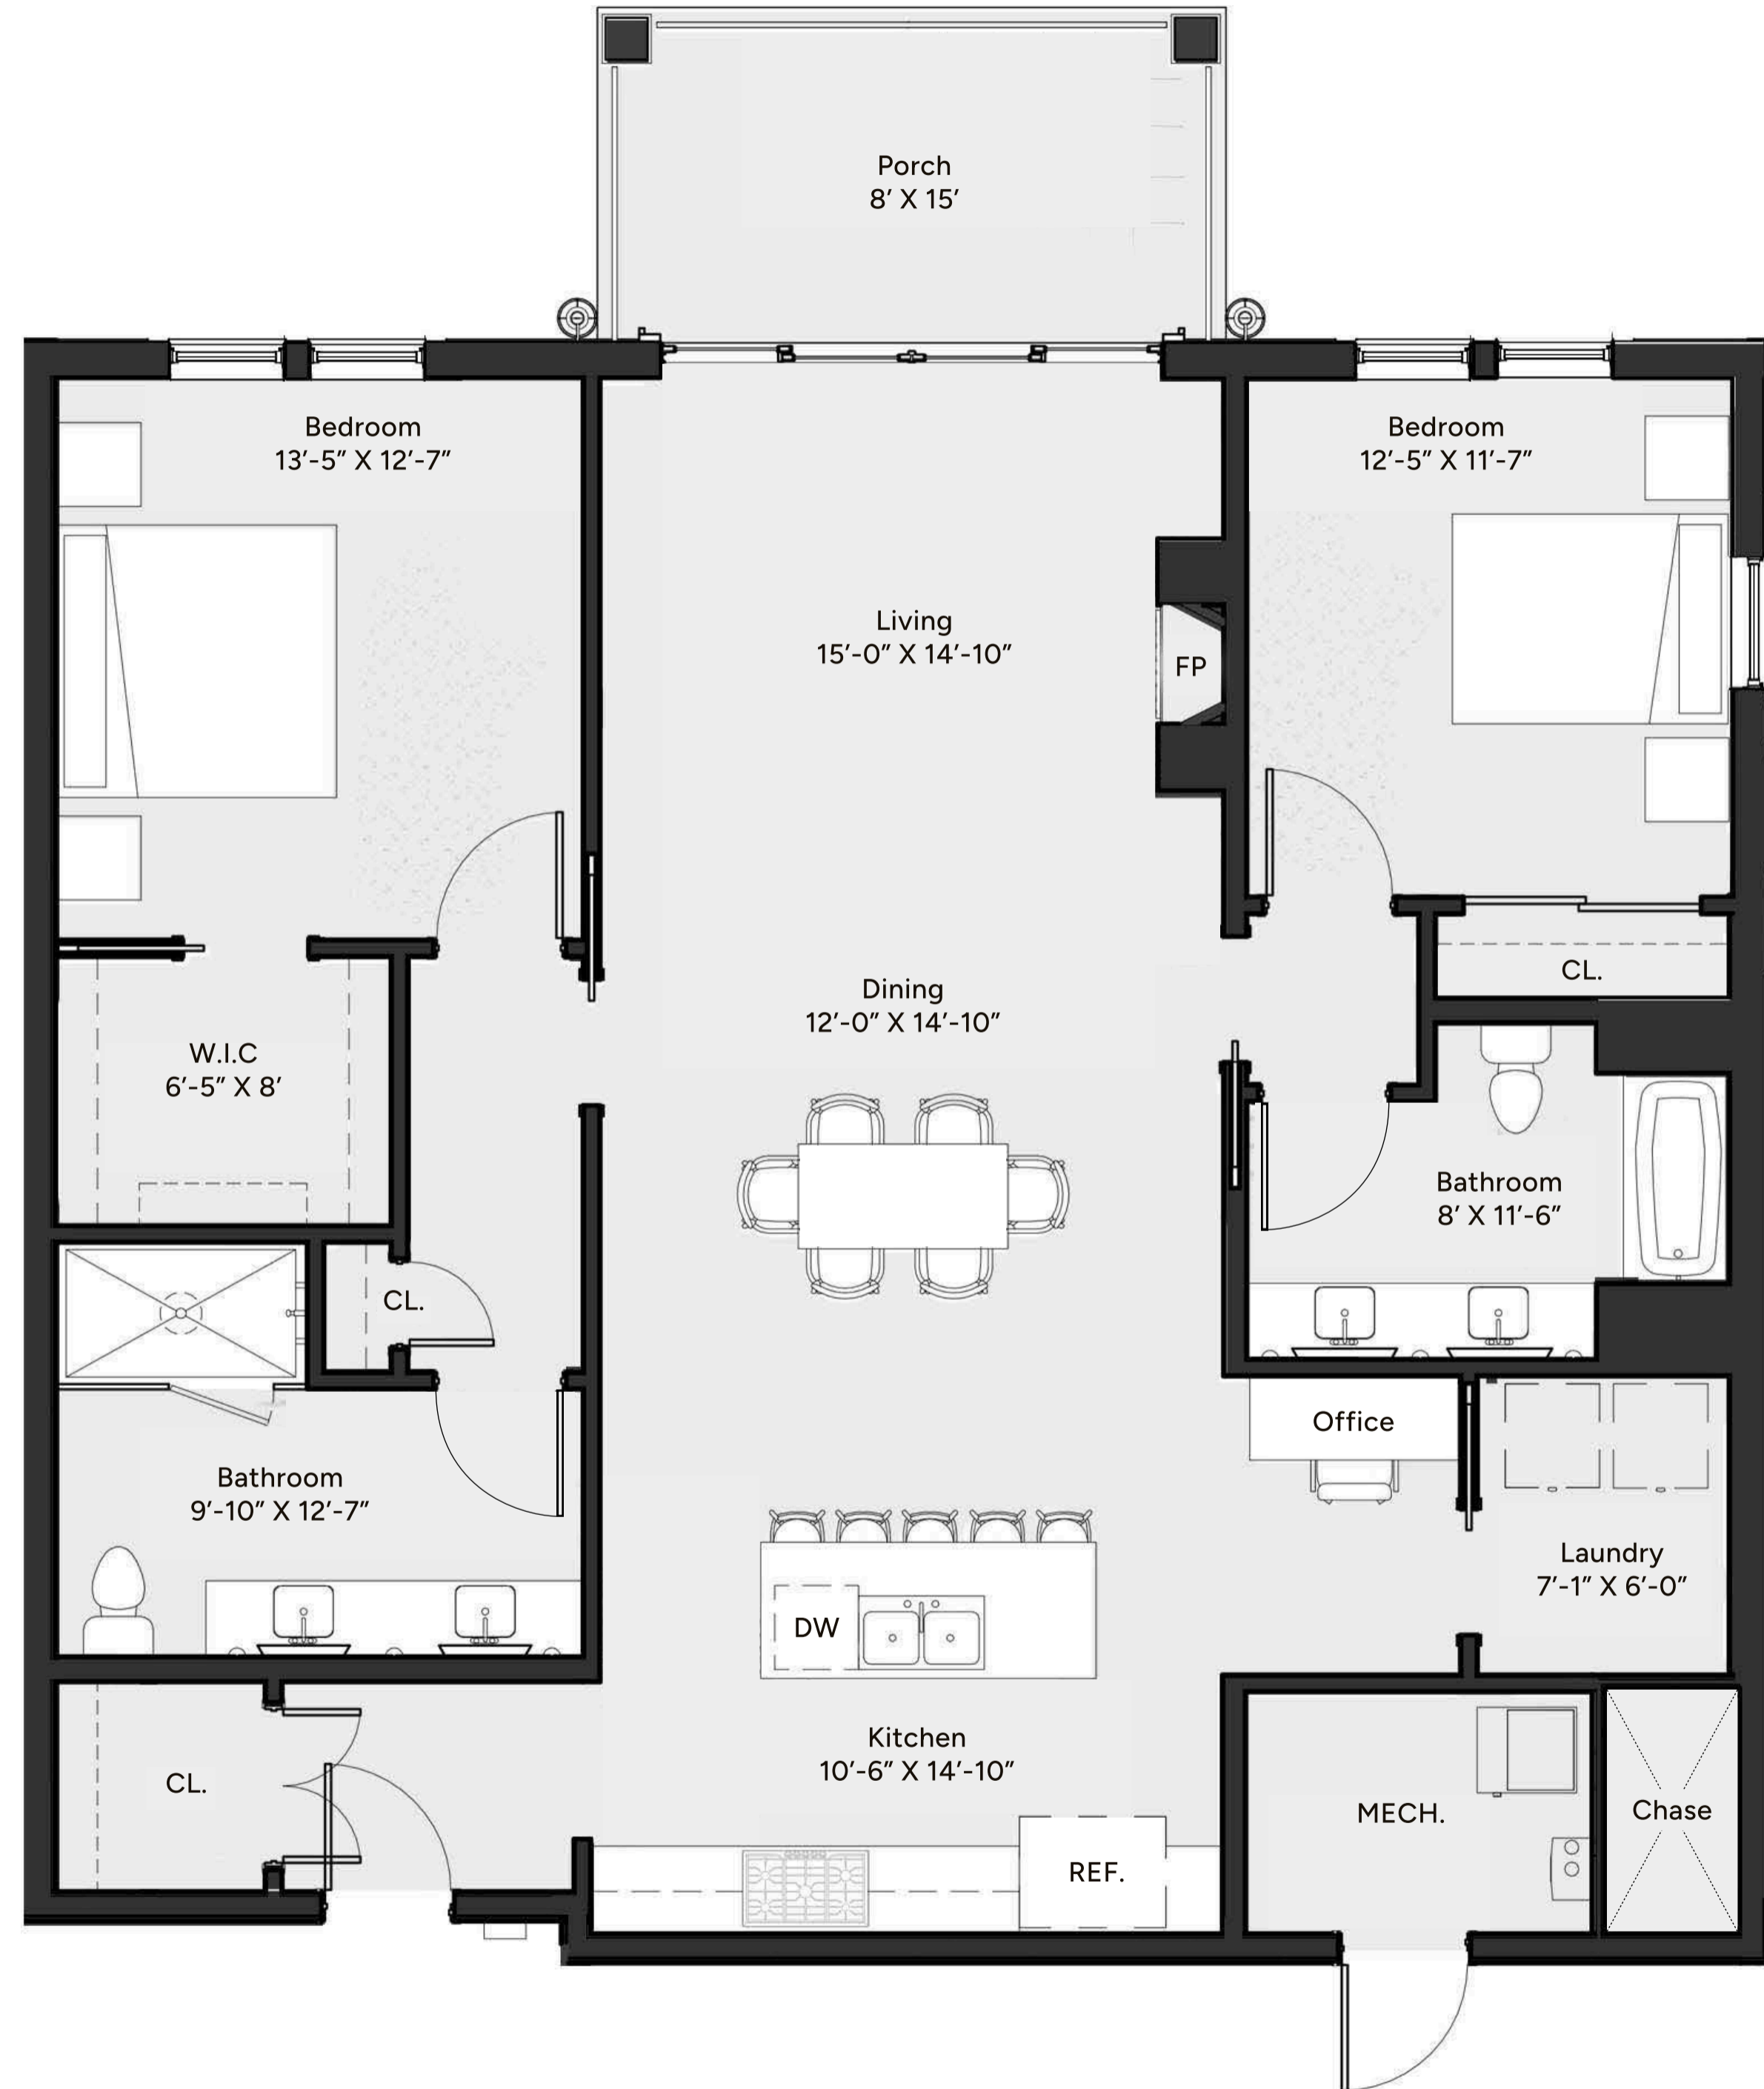 Porch
8’ X 15’
Bedroom
13’-5” X 12’-7”
Bedroom
12’-5” X 11’-7”
Living
15’-0” X 14’-10”
FP
Dining
12’-0” X 14’-10”
CL.
W.I.C
6’-5” X 8’
Bathroom
8’ X 11’-6”
CL.
Office
Bathroom
9’-10” X 12’-7”
Laundry
7’-1” X 6’-0”
DW
Kitchen
10’-6” X 14’-10”
CL.
MECH.
Chase
REF.